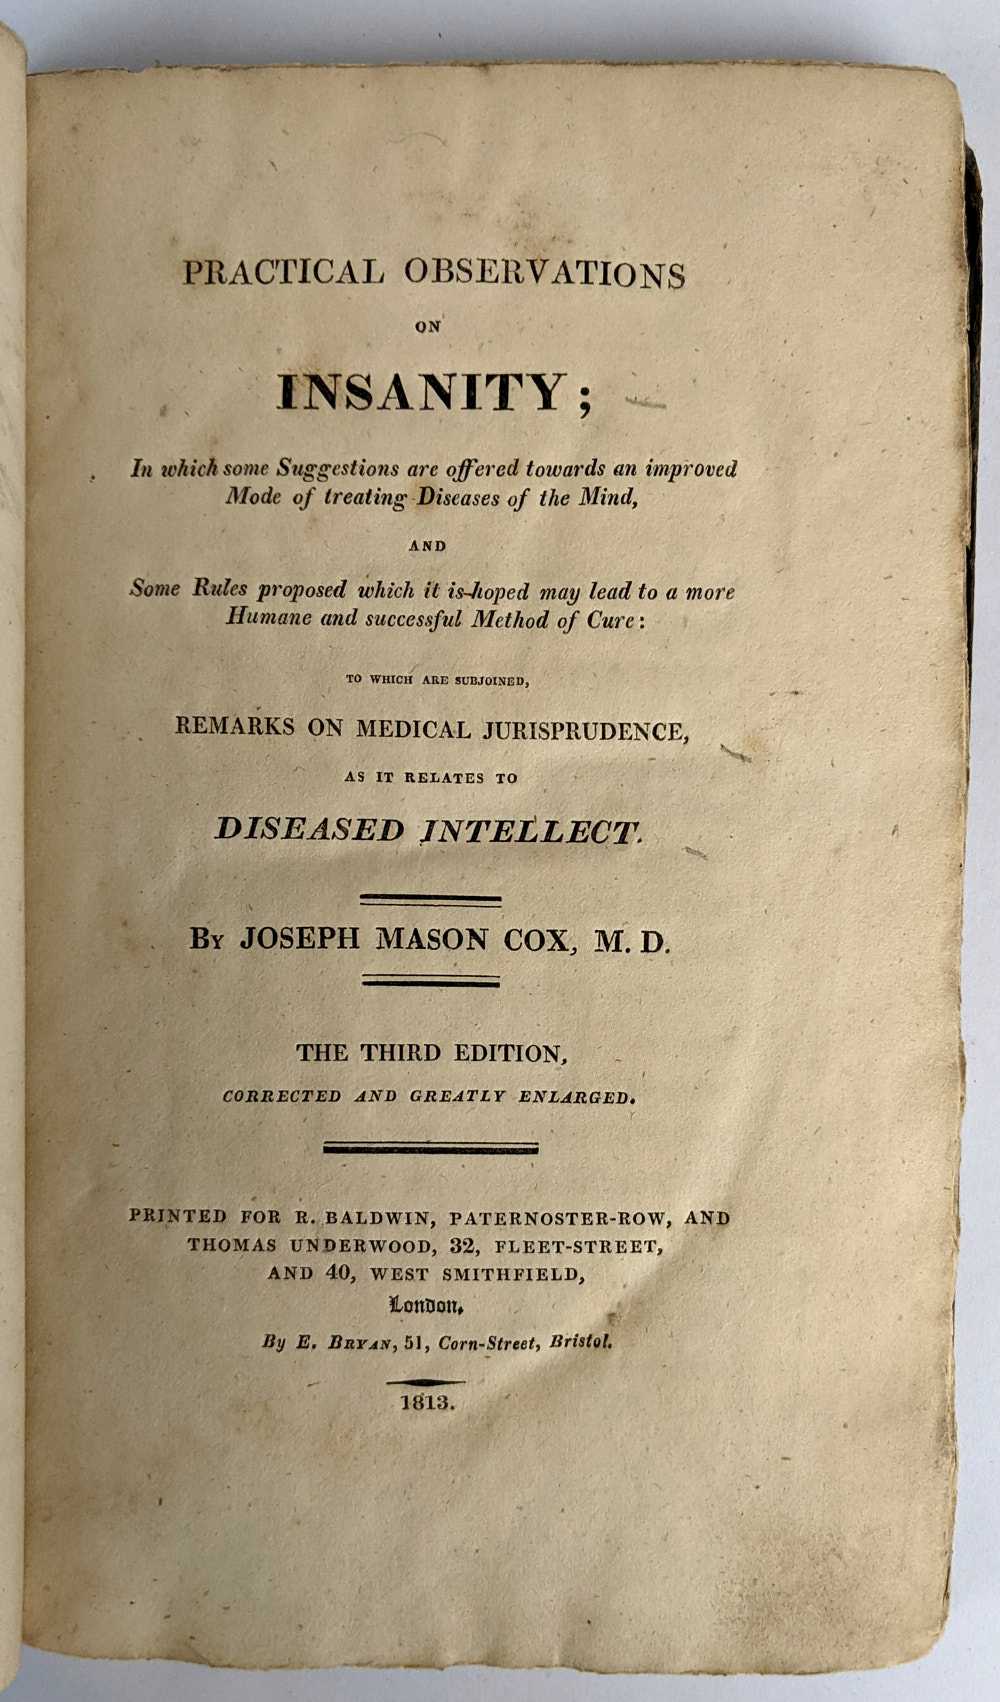 PRACTICAL OBSERVATIONS
ON
INSANITY;
In which some Suggestions are offered towards an improved
Mode of treating Diseases of the Mind,
AND
Some Rules proposed which it is hoped may lead to a more
Humane and successful Method of Cure:
TO WHICH ARE SUBJOINED,
REMARKS ON MEDICAL JURISPRUDENCE,
AS IT RELATES TO
DISEASED INTELLECT.
By JOSEPH MASON COX, M. D.
THE THIRD EDITION,
CORRECTED AND GREATLY ENLARGED.
PRINTED FOR R. BALDWIN, PATERNOSTER-ROW, AND
THOMAS UNDERWOOD, 32, FLEET-STREET,
AND 40, WEST SMITHFIELD,
London,
By E. BRYAN, 51, Corn-Street, Bristol.
1813.